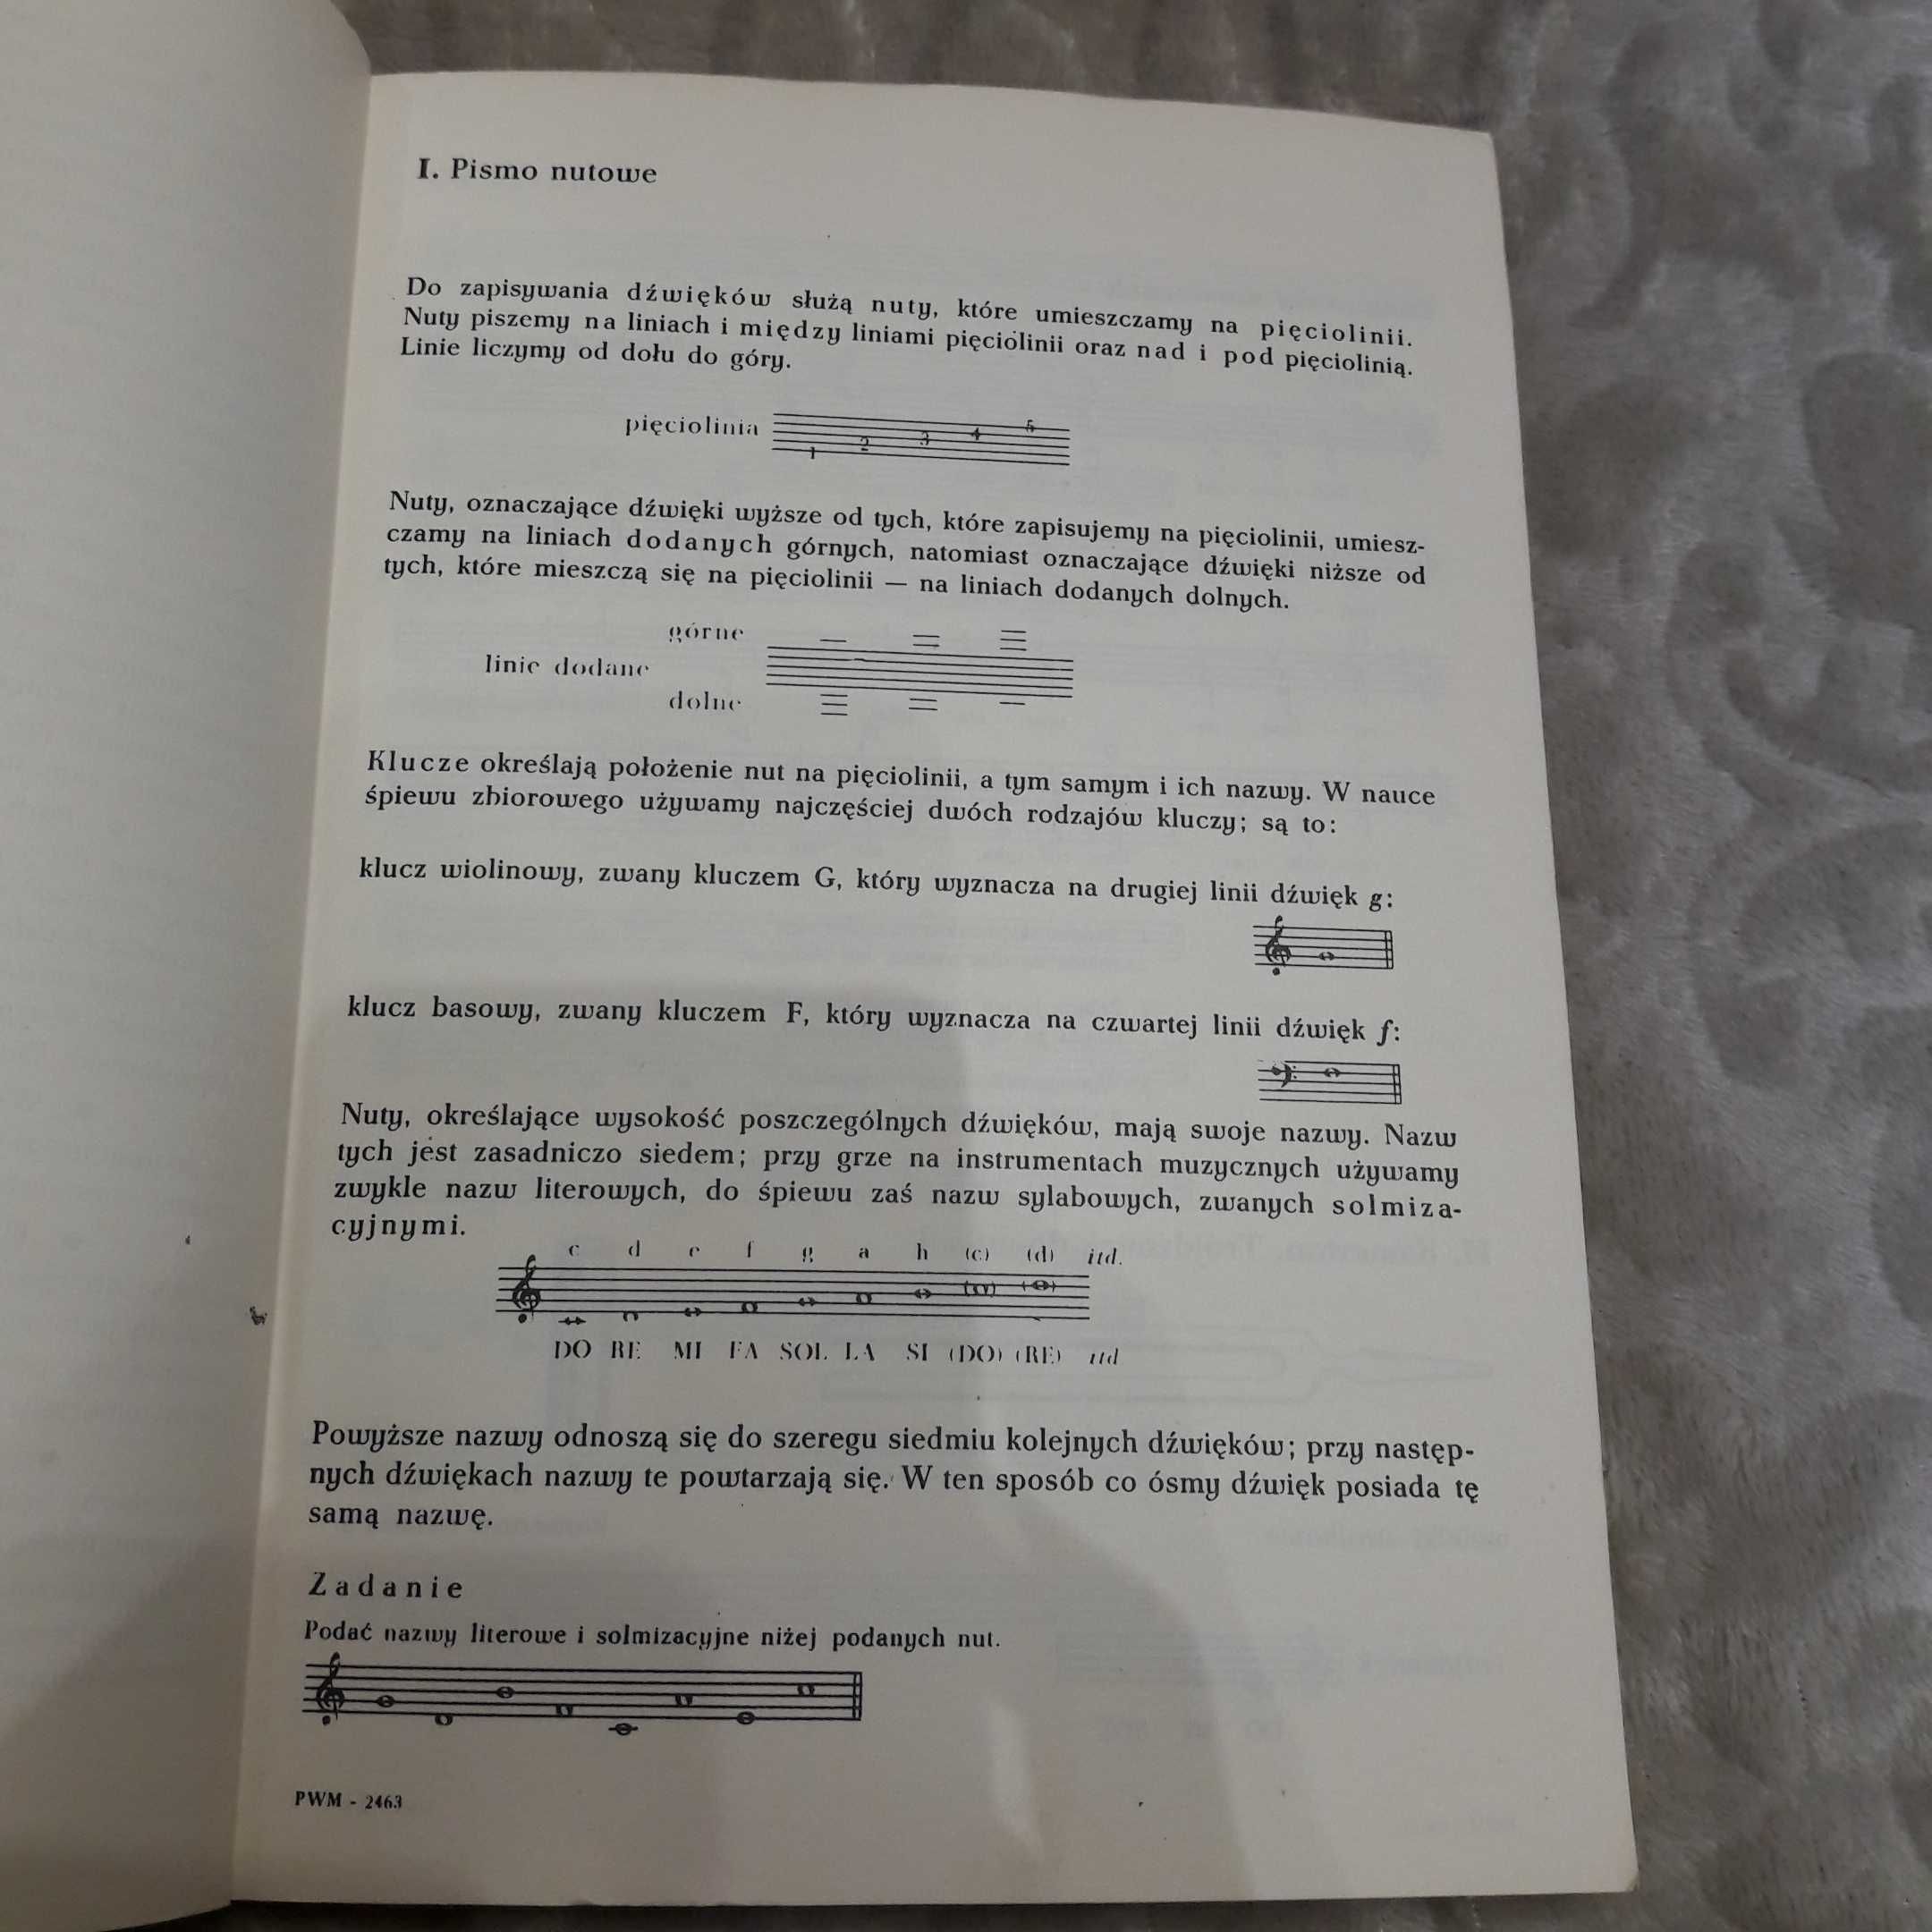 I. Pismo nutowe
Do zapisywania dźwięków służą nuty, które umieszczamy na pięciolinii.
Nuty piszemy na liniach i między liniami pięciolinii oraz nad i pod pięciolinią.
Linie liczymy od dołu do góry.
pięciolinia
1 2 3 4 5
Nuty, oznaczające dźwięki wyższe od tych, które zapisujemy na pięciolinii, umiesz-
czamy na liniach dodanych górnych, natomiast oznaczające dźwięki niższe od
tych, które mieszczą się na pięciolinii — na liniach dodanych dolnych.
górne
linie dodane
dolne
Klucze określają położenie nut na pięciolinii, a tym samym i ich nazwy. W nauce
śpiewu zbiorowego używamy najczęściej dwóch rodzajów kluczy; są to:
klucz wiolinowy, zwany kluczem G, który wyznacza na drugiej linii dźwięk g:
klucz basowy, zwany kluczem F, który wyznacza na czwartej linii dźwięk f:
Nuty, określające wysokość poszczególnych dźwięków, mają swoje nazwy. Nazw
tych jest zasadniczo siedem; przy grze na instrumentach muzycznych używamy
zwykle nazw literowych, do śpiewu zaś nazw sylabowych, zwanych solmiza-
cyjnymi.
c d e f g a h (c) (d) itd.
DO RE MI FA SOL LA SI (DO) (RE) itd
Powyższe nazwy odnoszą się do szeregu siedmiu kolejnych dźwięków; przy następ-
nych dźwiękach nazwy te powtarzają się. W ten sposób co ósmy dźwięk posiada tę
samą nazwę.
Zadanie
Podać nazwy literowe i solmizacyjne niżej podanych nut.
PWM - 2463